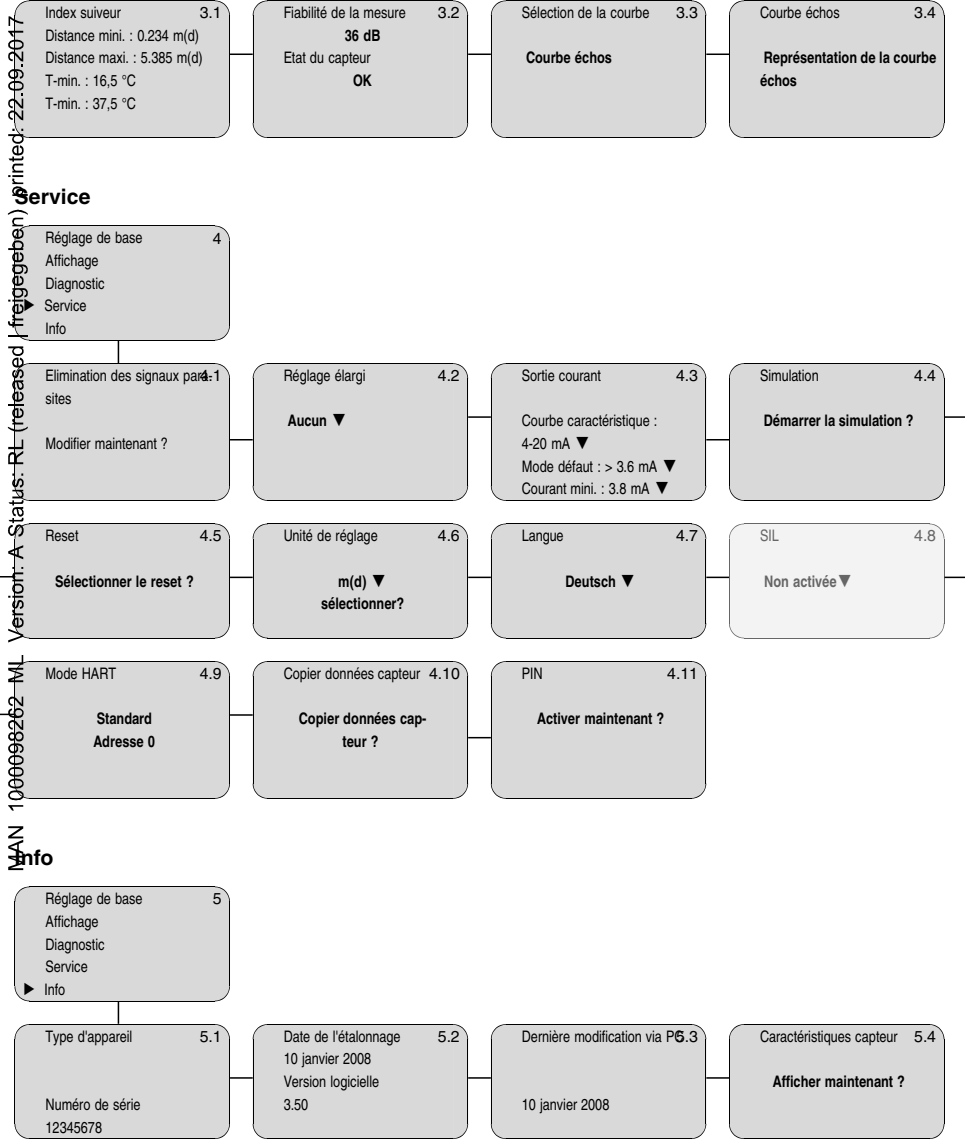 MAN 1000098262 ML Version: A Status: RL (released | freigegeben) printed: 22.09.2017
Index suiveur 3.1
Distance mini. : 0.234 m(d)
Distance maxi. : 5.385 m(d)
T-min. : 16,5 °C
T-min. : 37,5 °C
Fiabilité de la mesure 3.2
36 dB
Etat du capteur
OK
Sélection de la courbe 3.3
Courbe échos
Courbe échos 3.4
Représentation de la courbe
échos
Service
Réglage de base 4
Affichage
Diagnostic
▶ Service
Info
Elimination des signaux para- 4.1
sites
Modifier maintenant ?
Réglage élargi 4.2
Aucun ▼
Sortie courant 4.3
Courbe caractéristique :
4-20 mA ▼
Mode défaut : > 3.6 mA ▼
Courant mini. : 3.8 mA ▼
Simulation 4.4
Démarrer la simulation ?
Reset 4.5
Sélectionner le reset ?
Unité de réglage 4.6
m(d) ▼
sélectionner?
Langue 4.7
Deutsch ▼
SIL 4.8
Non activée ▼
Mode HART 4.9
Standard
Adresse 0
Copier données capteur 4.10
Copier données cap-
teur ?
PIN 4.11
Activer maintenant ?
Info
Réglage de base 5
Affichage
Diagnostic
Service
▶ Info
Type d'appareil 5.1
Numéro de série
12345678
Date de l'étalonnage 5.2
10 janvier 2008
Version logicielle
3.50
Dernière modification via PC 5.3
10 janvier 2008
Caractéristiques capteur 5.4
Afficher maintenant ?